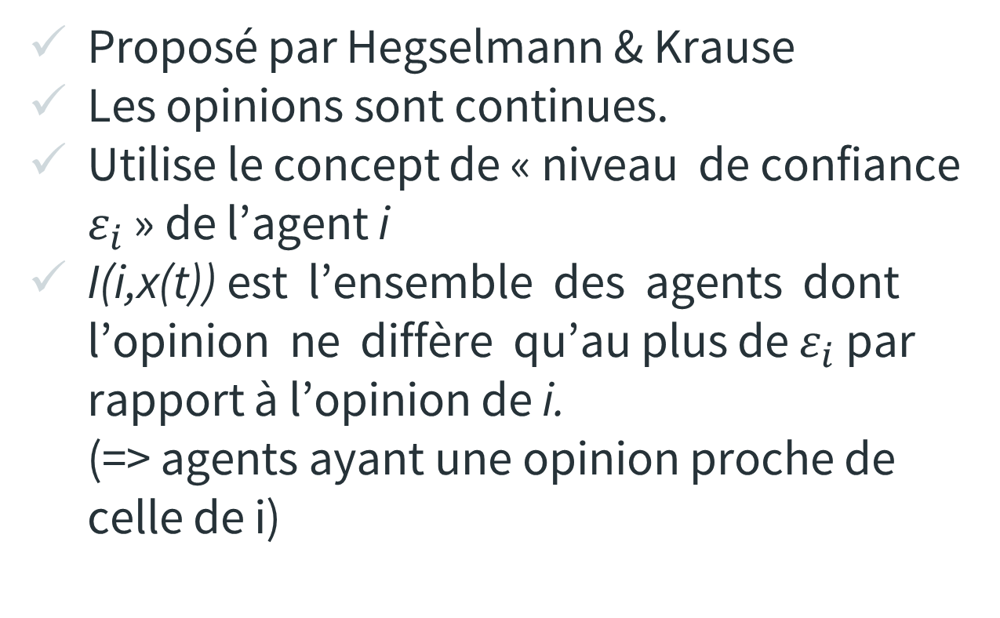 ✓ Proposé par Hegselmann & Krause
✓ Les opinions sont continues.
✓ Utilise le concept de « niveau de confiance
εᵢ » de l’agent i
✓ I(i,x(t)) est l’ensemble des agents dont
l’opinion ne diffère qu’au plus de εᵢ par
rapport à l’opinion de i.
(=> agents ayant une opinion proche de
celle de i)